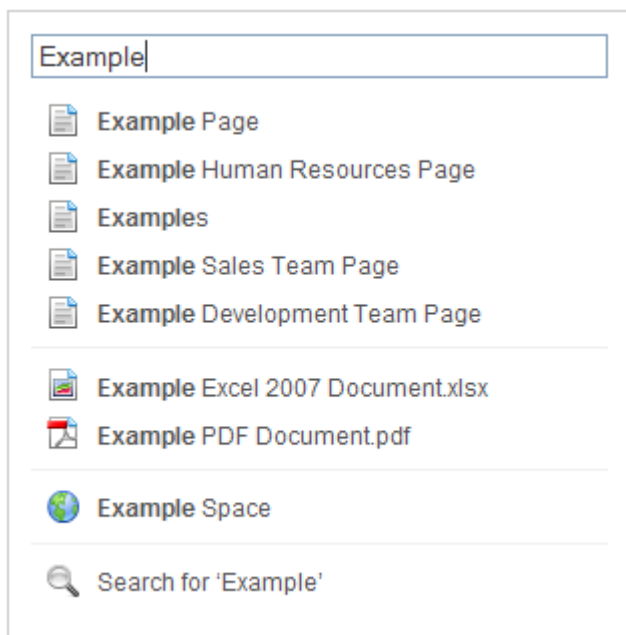 Example
Example Page
Example Human Resources Page
Examples
Example Sales Team Page
Example Development Team Page
Example Excel 2007 Document.xlsx
Example PDF Document.pdf
Example Space
Search for ‘Example’